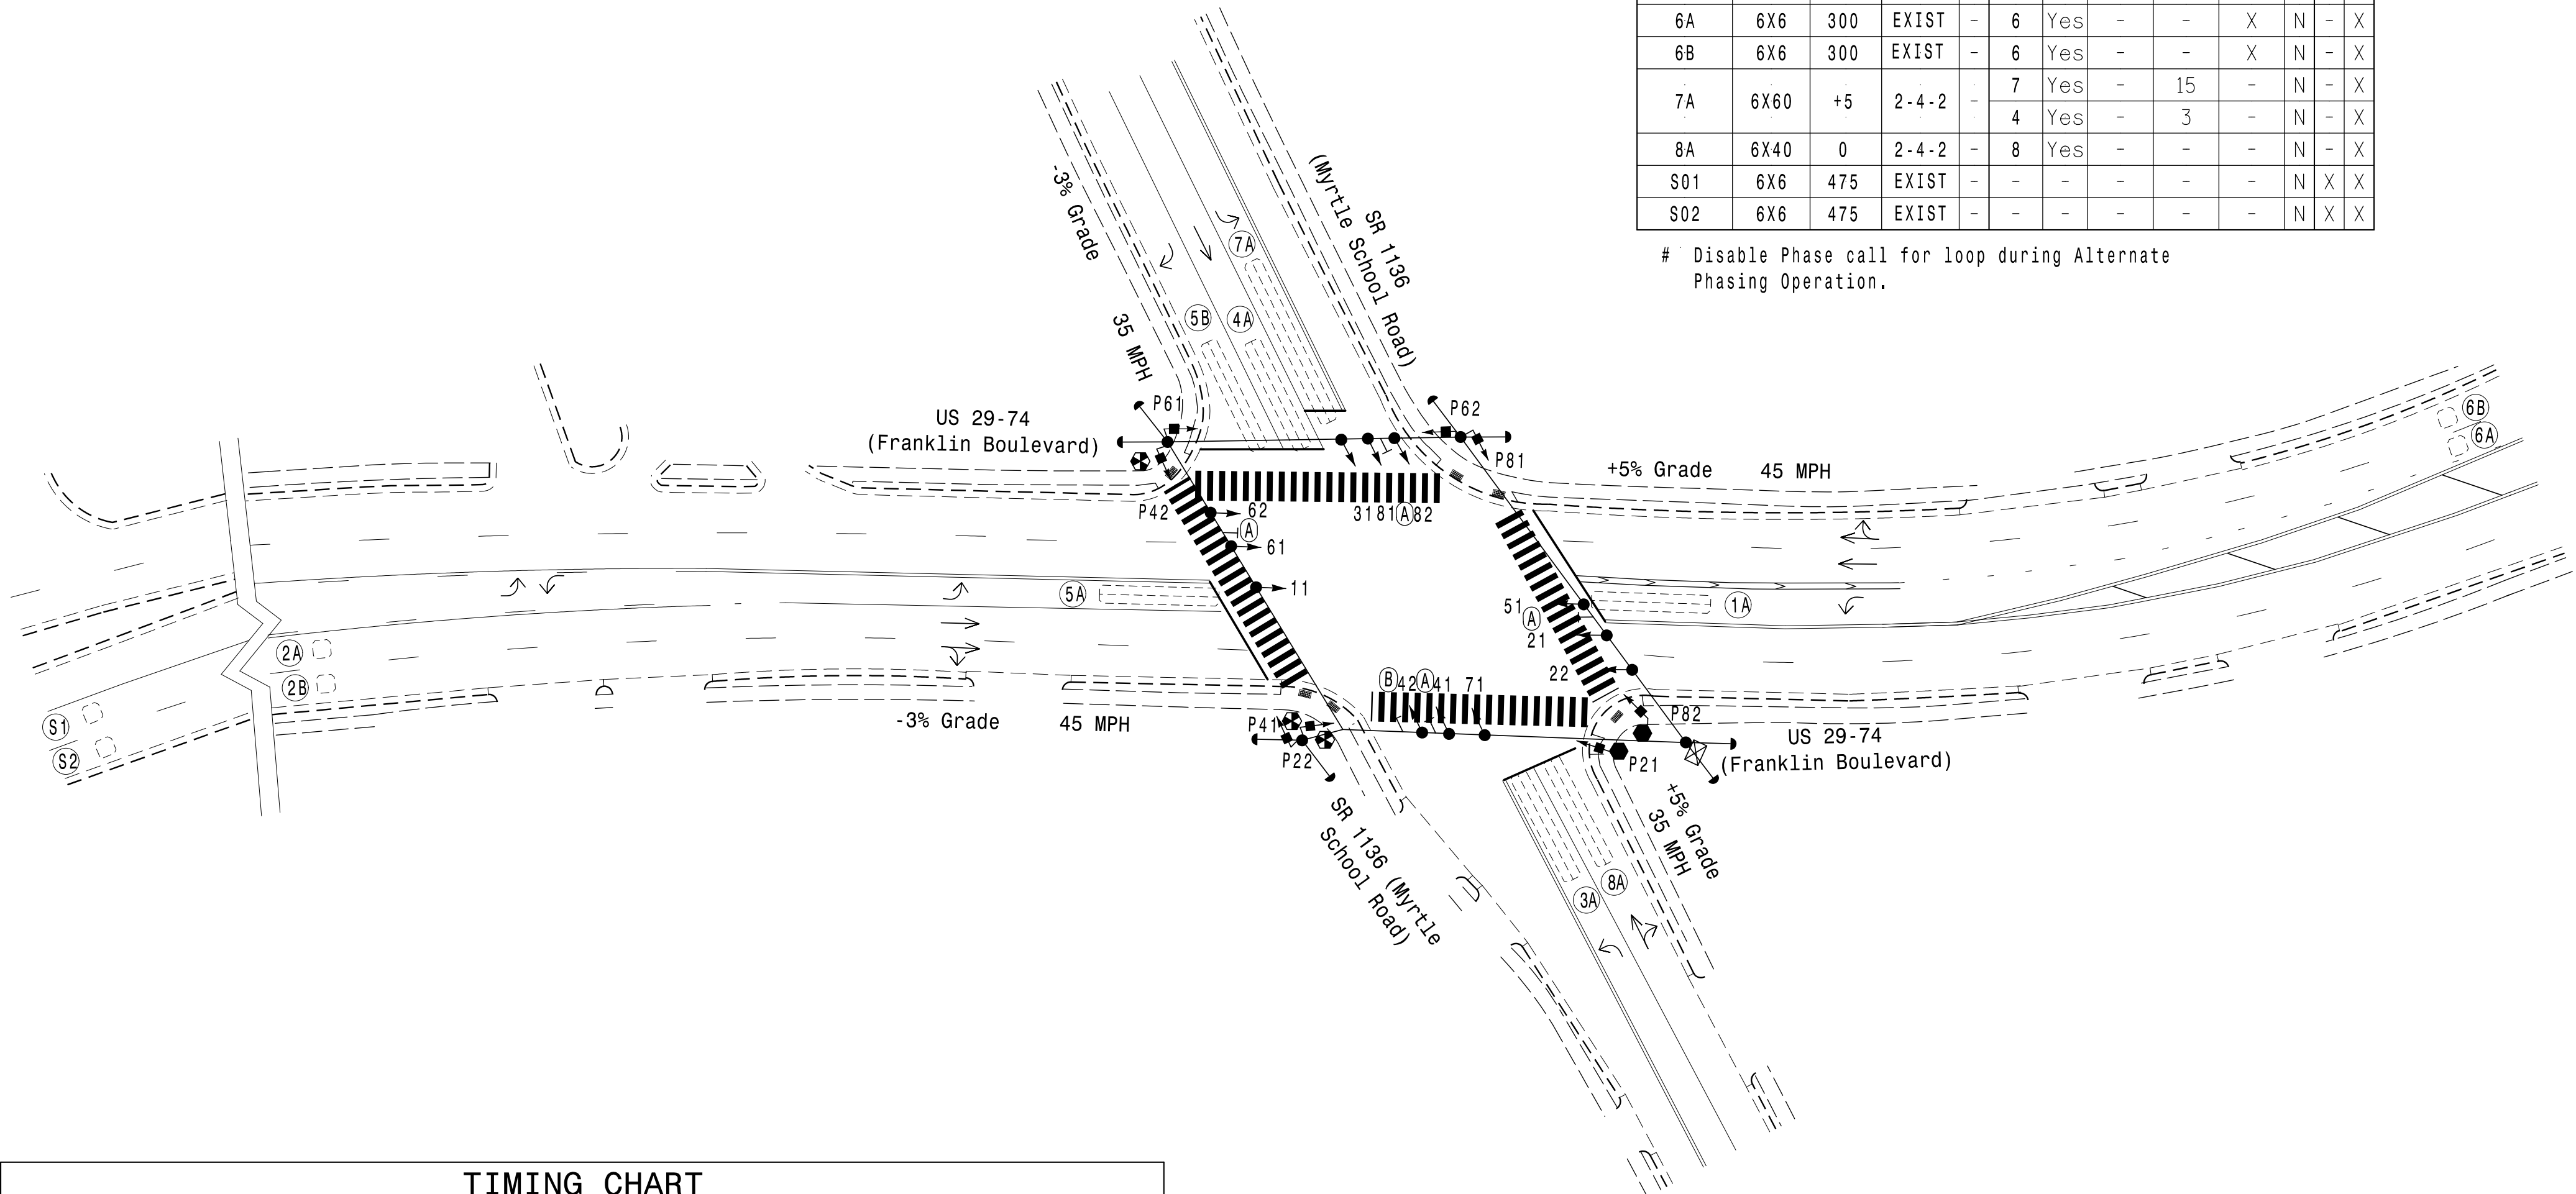 6A 6X6 300 EXIST - 6 Yes - - X N - X
6B 6X6 300 EXIST - 6 Yes - - X N - X
7A 6X60 +5 2-4-2 - 7 Yes - 15 - N - X
4 Yes - 3 - N - X
8A 6X40 0 2-4-2 - 8 Yes - - - N - X
S01 6X6 475 EXIST - - - - - - N X X
S02 6X6 475 EXIST - - - - - - N X X
# Disable Phase call for loop during Alternate
Phasing Operation.
-3% Grade
35 MPH
7A
5B
4A
SR 1136
(Myrtle School Road)
US 29-74
(Franklin Boulevard)
P61
P62
P81
+5% Grade 45 MPH
6B
6A
P42
62
A
61
11
31
81
A
82
5A
1A
51
A
21
22
2A
2B
S1
S2
B
42
A
41
71
-3% Grade 45 MPH
P41
P22
P82
P21
US 29-74
(Franklin Boulevard)
SR 1136 (Myrtle
School Road)
+5% Grade
35 MPH
8A
3A
TIMING CHART